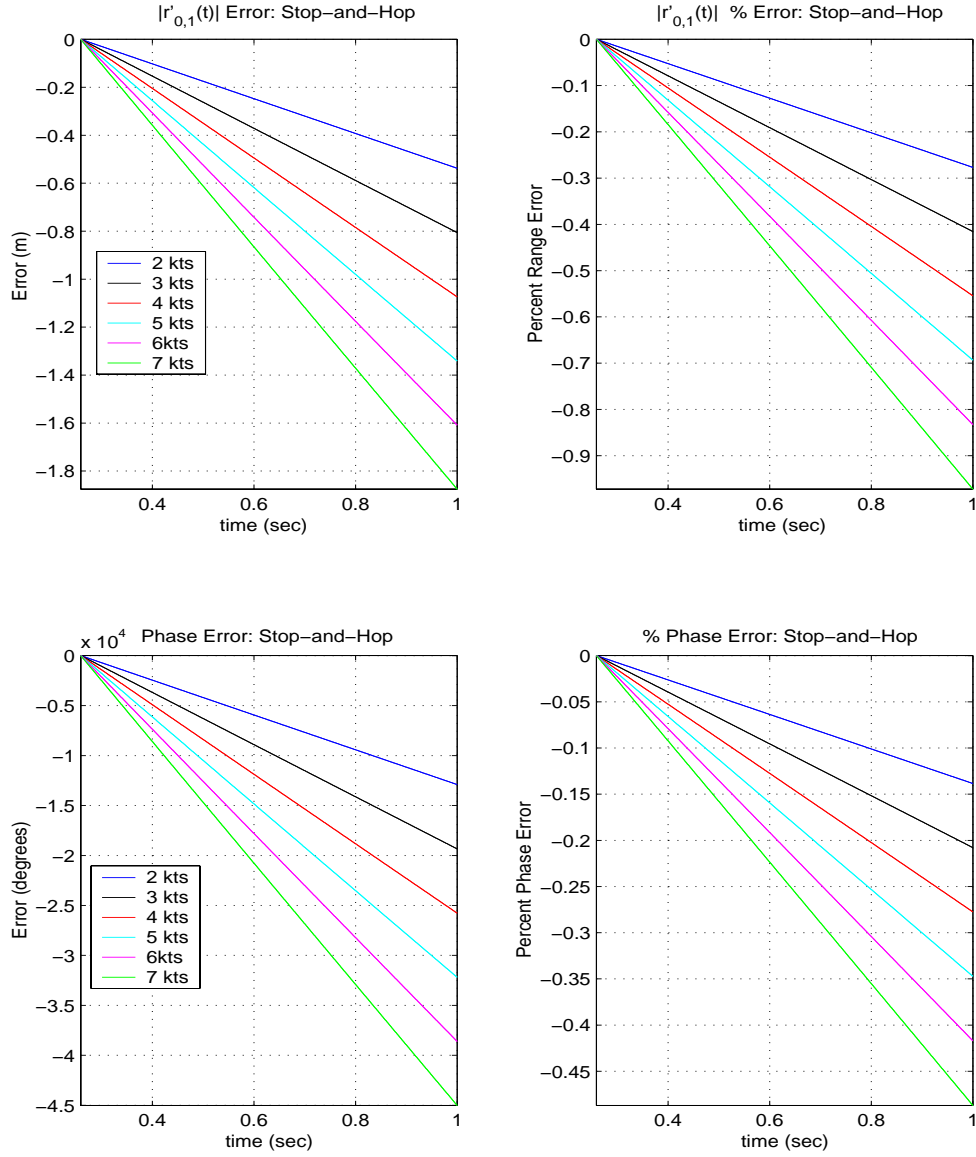 |r'0,1(t)| Error: Stop−and−Hop
0
−0.2
−0.4
−0.6
−0.8
−1
−1.2
−1.4
−1.6
−1.8
Error (m)
2 kts
3 kts
4 kts
5 kts
6kts
7 kts
0.4 0.6 0.8 1
time (sec)
|r'0,1(t)| % Error: Stop−and−Hop
0
−0.1
−0.2
−0.3
−0.4
−0.5
−0.6
−0.7
−0.8
−0.9
Percent Range Error
0.4 0.6 0.8 1
time (sec)
x 10^4 Phase Error: Stop−and−Hop
0
−0.5
−1
−1.5
−2
−2.5
−3
−3.5
−4
−4.5
Error (degrees)
2 kts
3 kts
4 kts
5 kts
6kts
7 kts
0.4 0.6 0.8 1
time (sec)
% Phase Error: Stop−and−Hop
0
−0.05
−0.1
−0.15
−0.2
−0.25
−0.3
−0.35
−0.4
−0.45
Percent Phase Error
0.4 0.6 0.8 1
time (sec)